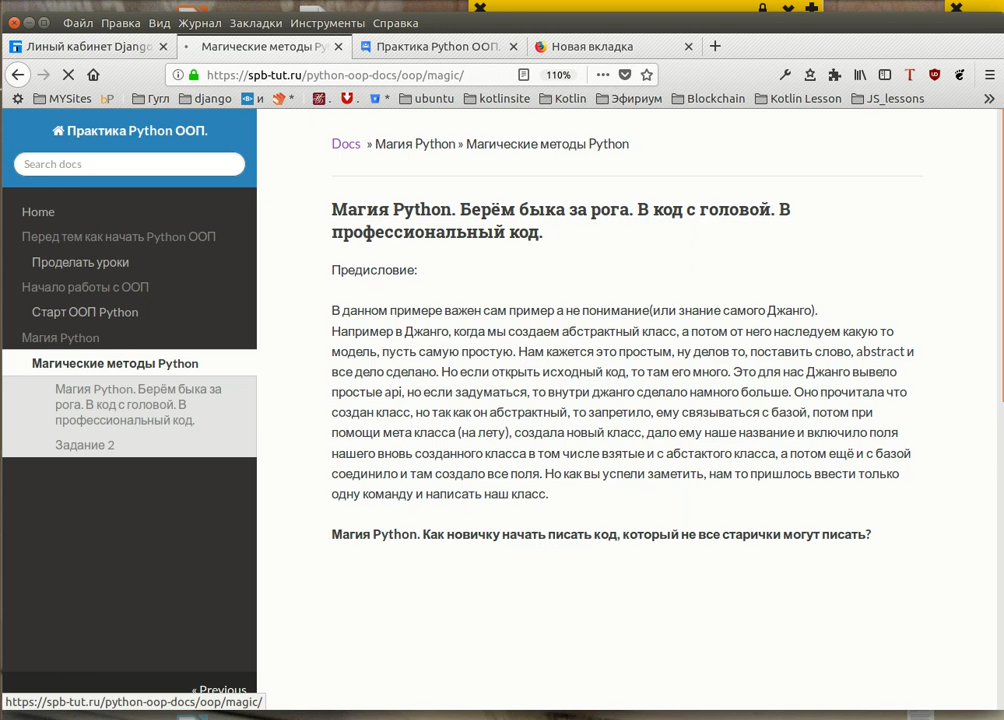 Файл Правка Вид Журнал Закладки Инструменты Справка
Линый кабинет Django
Магические методы Py
Практика Python ООП.
Новая вкладка
https://spb-tut.ru/python-oop-docs/oop/magic/
110%
MYSites
Гугл
django
и
ubuntu
kotlinsite
Kotlin
Эфириум
Blockchain
Kotlin Lesson
JS_lessons
Практика Python ООП.
Search docs
Home
Перед тем как начать Python ООП
Проделать уроки
Начало работы с ООП
Старт ООП Python
Магия Python
Магические методы Python
Магия Python. Берём быка за
рога. В код с головой. В
профессиональный код.
Задание 2
« Previous
https://spb-tut.ru/python-oop-docs/oop/magic/
Docs » Магия Python » Магические методы Python
Магия Python. Берём быка за рога. В код с головой. В
профессиональный код.
Предисловие:
В данном примере важен сам пример а не понимание(или знание самого Джанго).
Например в Джанго, когда мы создаем абстрактный класс, а потом от него наследуем какую то
модель, пусть самую простую. Нам кажется это простым, ну делов то, поставить слово, abstract и
все дело сделано. Но если открыть исходный код, то там его много. Это для нас Джанго вывело
простые api, но если задуматься, то внутри джанго сделало намного больше. Оно прочитала что
создан класс, но так как он абстрактный, то запретило, ему связываться с базой, потом при
помощи мета класса (на лету), создала новый класс, дало ему наше название и включило поля
нашего вновь созданного класса в том числе взятые и с абстактого класса, а потом ещё и с базой
соединило и там создало все поля. Но как вы успели заметить, нам то пришлось ввести только
одну команду и написать наш класс.
Магия Python. Как новичку начать писать код, который не все старички могут писать?